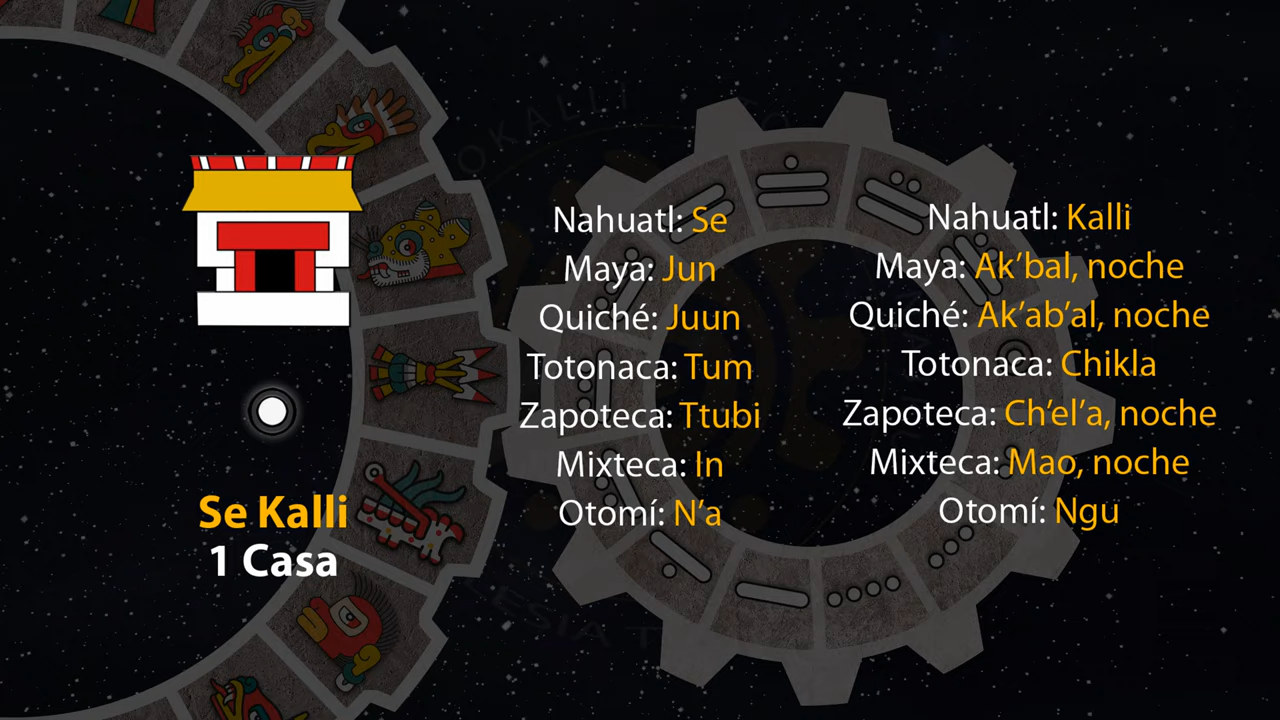 Se Kalli
1 Casa
Nahuatl: Se
Maya: Jun
Quiché: Juun
Totonaca: Tum
Zapoteca: Ttubi
Mixteca: In
Otomí: N’a
Nahuatl: Kalli
Maya: Ak’bal, noche
Quiché: Ak’ab’al, noche
Totonaca: Chikla
Zapoteca: Ch’el’a, noche
Mixteca: Mao, noche
Otomí: Ngu